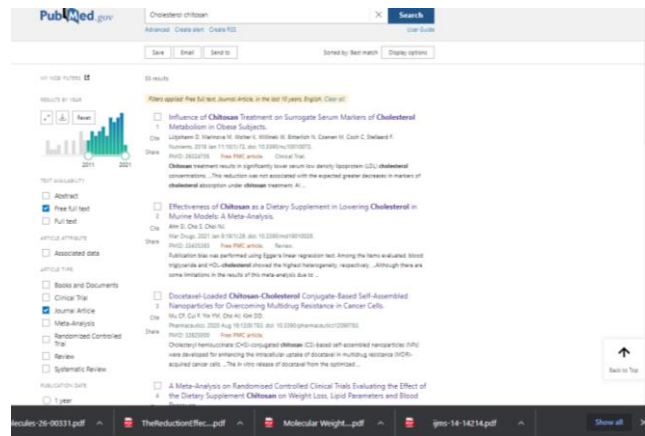 PubMed.gov
Cholesterol chitosan
Search
Advanced Create alert Create RSS
User Guide
Save Email Send to
Sorted by: Best match Display options
MY NCBI FILTERS
results
RESULTS BY YEAR
Reset
2011 2021
Filters applied: Free full text, Journal Article, in the last 10 years, English. Clear all
1
Cite
Share
Influence of Chitosan Treatment on Surrogate Serum Markers of Cholesterol
Metabolism in Obese Subjects.
Free PMC article. Clinical Trial.
Chitosan treatment results in significantly lower serum low density lipoprotein (LDL) cholesterol
concentrations. ...This reduction was not associated with the expected greater decreases in markers of
cholesterol absorption under chitosan treatment. Al ...
TEXT AVAILABILITY
Abstract
Free full text
Full text
ARTICLE ATTRIBUTE
Associated data
2
Cite
Share
Effectiveness of Chitosan as a Dietary Supplement in Lowering Cholesterol in
Murine Models: A Meta-Analysis.
Ahn SI, Cho S, Choi NJ.
Free PMC article. Review.
Publication bias was performed using Egger's linear regression test. Among the items evaluated, blood
triglyceride and HDL-cholesterol showed the highest heterogeneity, respectively. ...Although there are
some limitations in the results of this meta-analysis due to ...
ARTICLE TYPE
Books and Documents
Clinical Trial
Journal Article
Meta-Analysis
Randomized Controlled
Trial
Review
Systematic Review
3
Cite
Share
Docetaxel-Loaded Chitosan-Cholesterol Conjugate-Based Self-Assembled
Nanoparticles for Overcoming Multidrug Resistance in Cancer Cells.
Free PMC article.
Cholesteryl hemisuccinate (CHS)-conjugated chitosan (CS)-based self-assembled nanoparticles (NPs)
were developed for enhancing the intracellular uptake of docetaxel in multidrug resistance (MDR)-
acquired cancer cells. ...The in vitro release of docetaxel from the optimized ...
Back to Top
PUBLICATION DATE
1 year
4
A Meta-Analysis on Randomised Controlled Clinical Trials Evaluating the Effect of
the Dietary Supplement Chitosan on Weight Loss, Lipid Parameters and Blood
lecules-26-00331.pdf
TheReductionEffec....pdf
Molecular Weight....pdf
ijms-14-14214.pdf
Show all